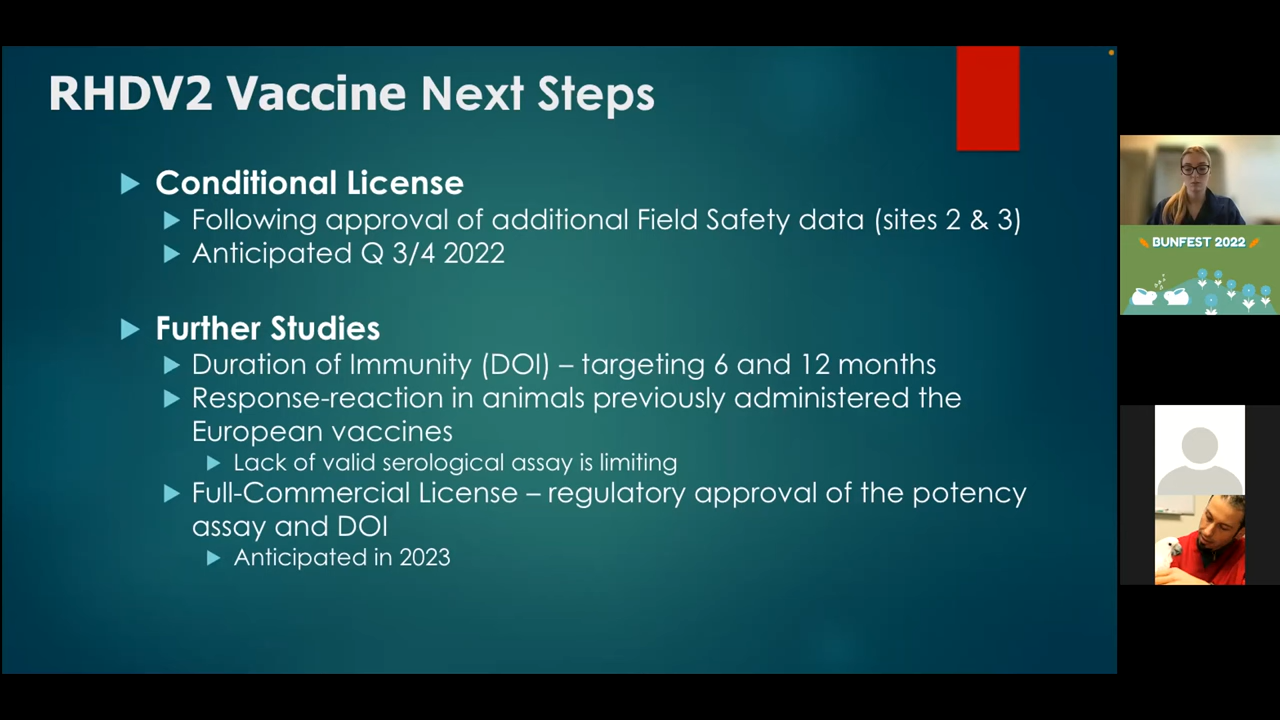 RHDV2 Vaccine Next Steps
Conditional License
Following approval of additional Field Safety data (sites 2 & 3)
Anticipated Q 3/4 2022
Further Studies
Duration of Immunity (DOI) – targeting 6 and 12 months
Response-reaction in animals previously administered the
European vaccines
Lack of valid serological assay is limiting
Full-Commercial License – regulatory approval of the potency
assay and DOI
Anticipated in 2023
BUNFEST 2022